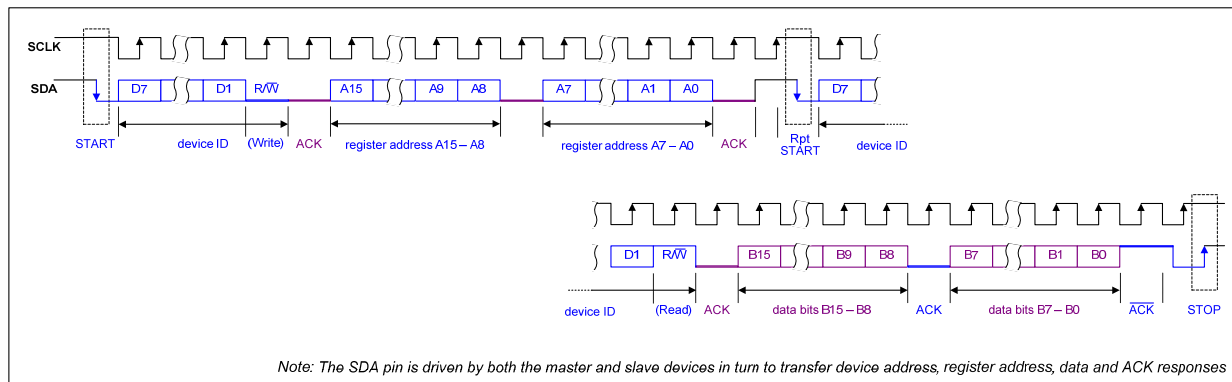 SCLK
SDA D7 D1 R/W A15 A9 A8 A7 A1 A0 D7
START device ID (Write) ACK register address A15 – A8 register address A7 – A0 ACK Rpt START device ID
D1 R/W B15 B9 B8 B7 B1 B0
device ID (Read) ACK data bits B15 – B8 ACK data bits B7 – B0 ACK STOP
Note: The SDA pin is driven by both the master and slave devices in turn to transfer device address, register address, data and ACK responses